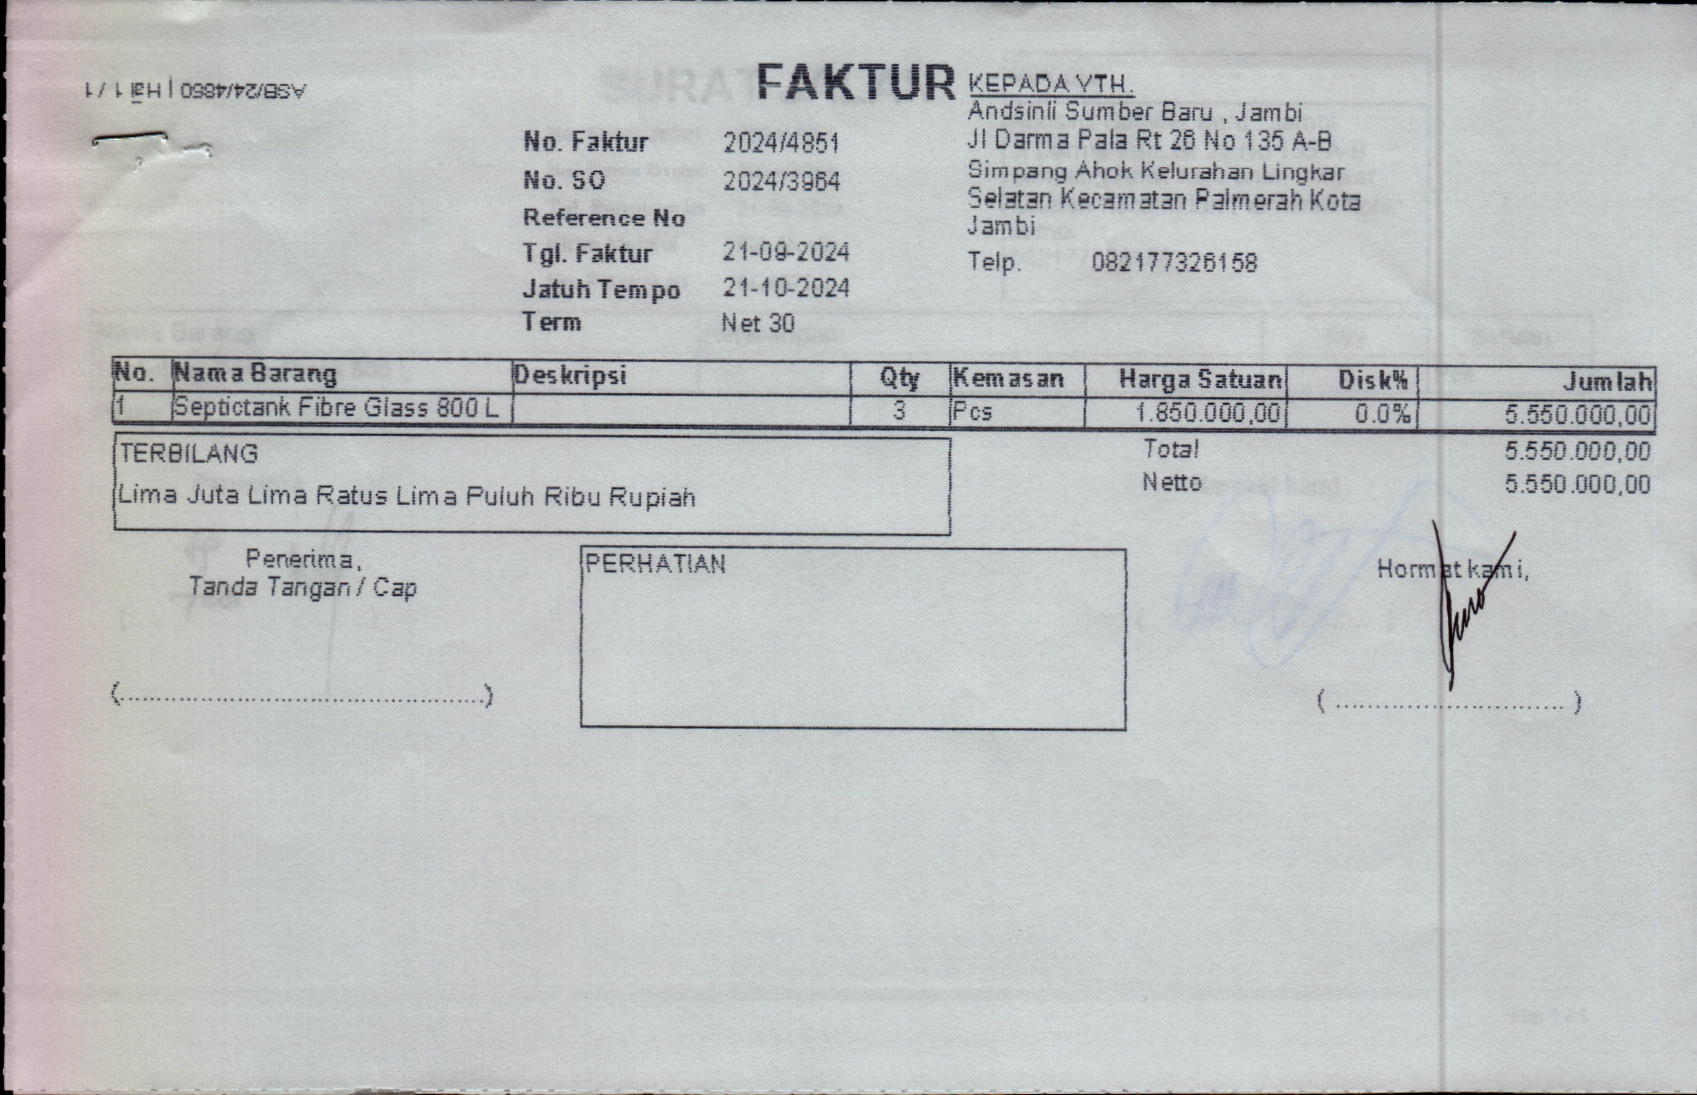 ASB/24/4860 | Hal 1 / 1
FAKTUR
No. Faktur 2024/4851
No. SO 2024/3964
Reference No
Tgl. Faktur 21-09-2024
Jatuh Tempo 21-10-2024
Term Net 30
KEPADA YTH.
Andsinli Sumber Baru , Jambi
Jl Darma Pala Rt 26 No 135 A-B
Simpang Ahok Kelurahan Lingkar
Selatan Kecamatan Palmerah Kota
Jambi
Telp. 082177326158
No. Nama Barang Deskripsi Qty Kemasan Harga Satuan Disk% Jumlah
1 Septictank Fibre Glass 800 L 3 Pcs 1.850.000,00 0.0% 5.550.000,00
Total 5.550.000,00
Netto 5.550.000,00
TERBILANG
Lima Juta Lima Ratus Lima Puluh Ribu Rupiah
Penerima,
Tanda Tangan / Cap
(................................................)
PERHATIAN
Hormat kami,
( ............................. )